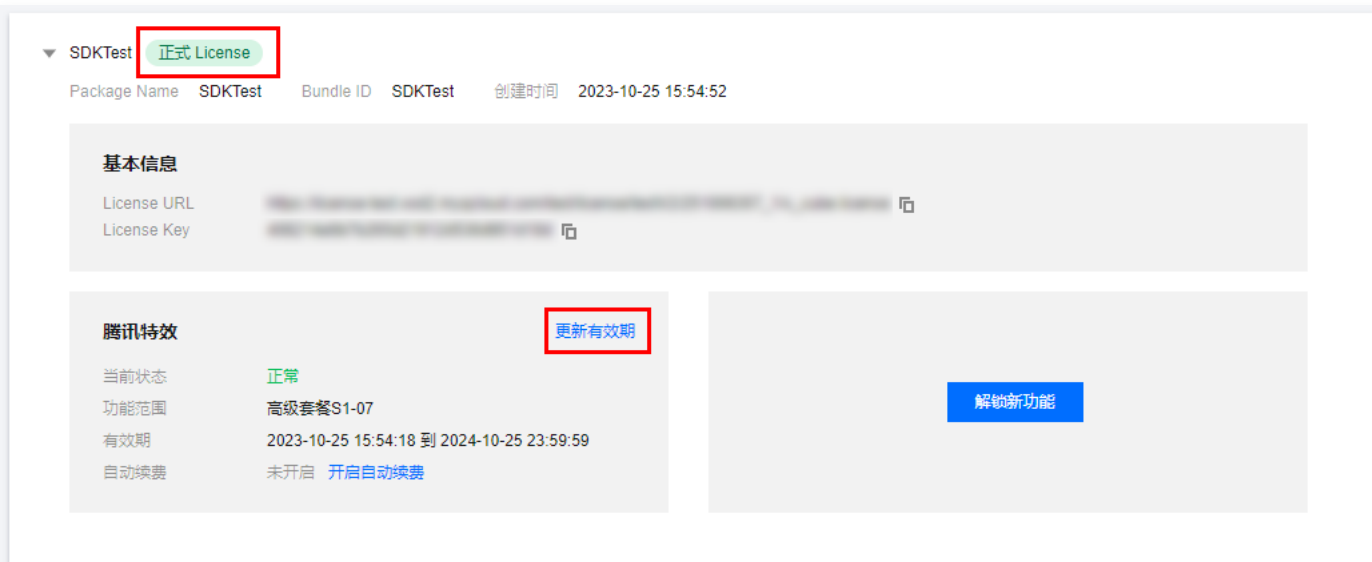 SDKTest 正式 License
Package Name SDKTest Bundle ID SDKTest 创建时间 2023-10-25 15:54:52
基本信息
License URL
License Key
腾讯特效 更新有效期
当前状态 正常
功能范围 高级套餐S1-07
有效期 2023-10-25 15:54:18 到 2024-10-25 23:59:59
自动续费 未开启 开启自动续费
解锁新功能